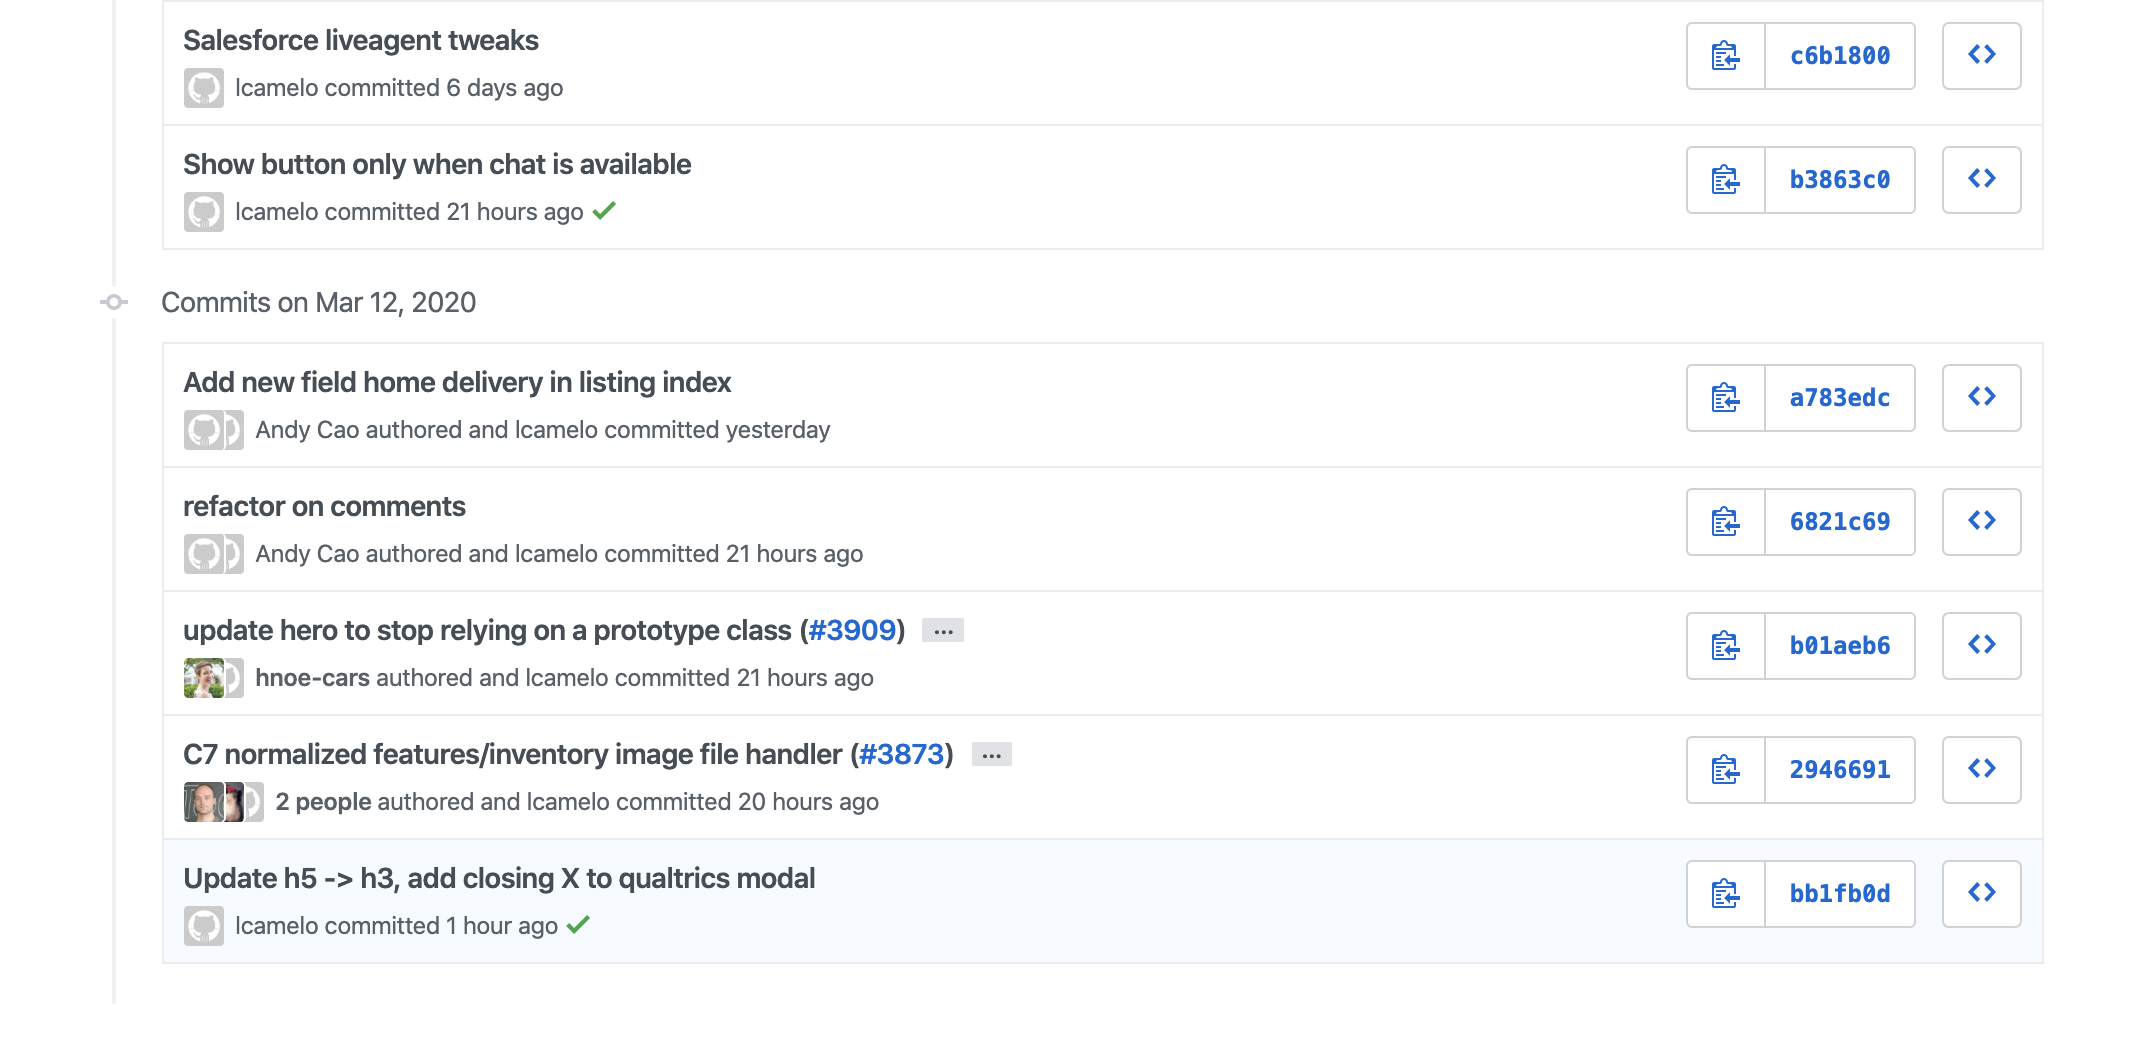 Salesforce liveagent tweaks
lcamelo committed 6 days ago
c6b1800
Show button only when chat is available
lcamelo committed 21 hours ago
b3863c0
Commits on Mar 12, 2020
Add new field home delivery in listing index
Andy Cao authored and lcamelo committed yesterday
a783edc
refactor on comments
Andy Cao authored and lcamelo committed 21 hours ago
6821c69
update hero to stop relying on a prototype class (#3909) ...
hnoe-cars authored and lcamelo committed 21 hours ago
b01aeb6
C7 normalized features/inventory image file handler (#3873) ...
2 people authored and lcamelo committed 20 hours ago
2946691
Update h5 -> h3, add closing X to qualtrics modal
lcamelo committed 1 hour ago
bb1fb0d